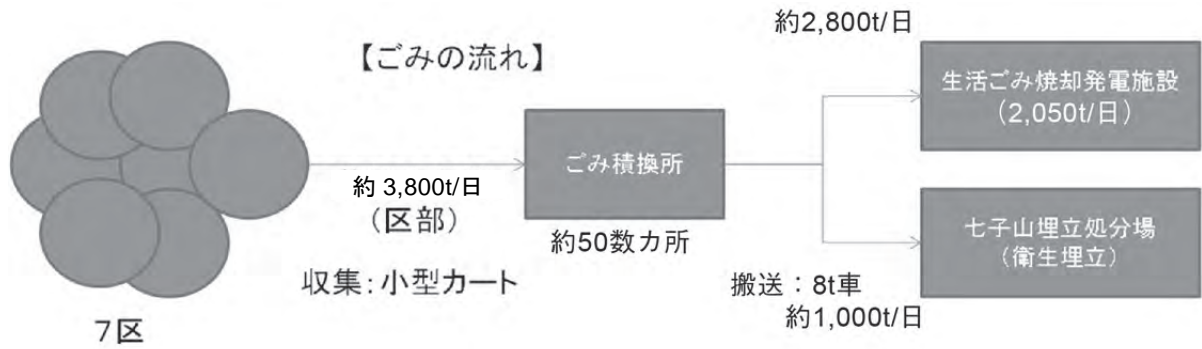 【ごみの流れ】
7区
約 3,800t/日
(区部)
収集:小型カート
ごみ積換所
約50数カ所
約2,800t/日
生活ごみ焼却発電施設
(2,050t/日)
搬送:8t車
約1,000t/日
七子山埋立処分場
(衛生埋立)